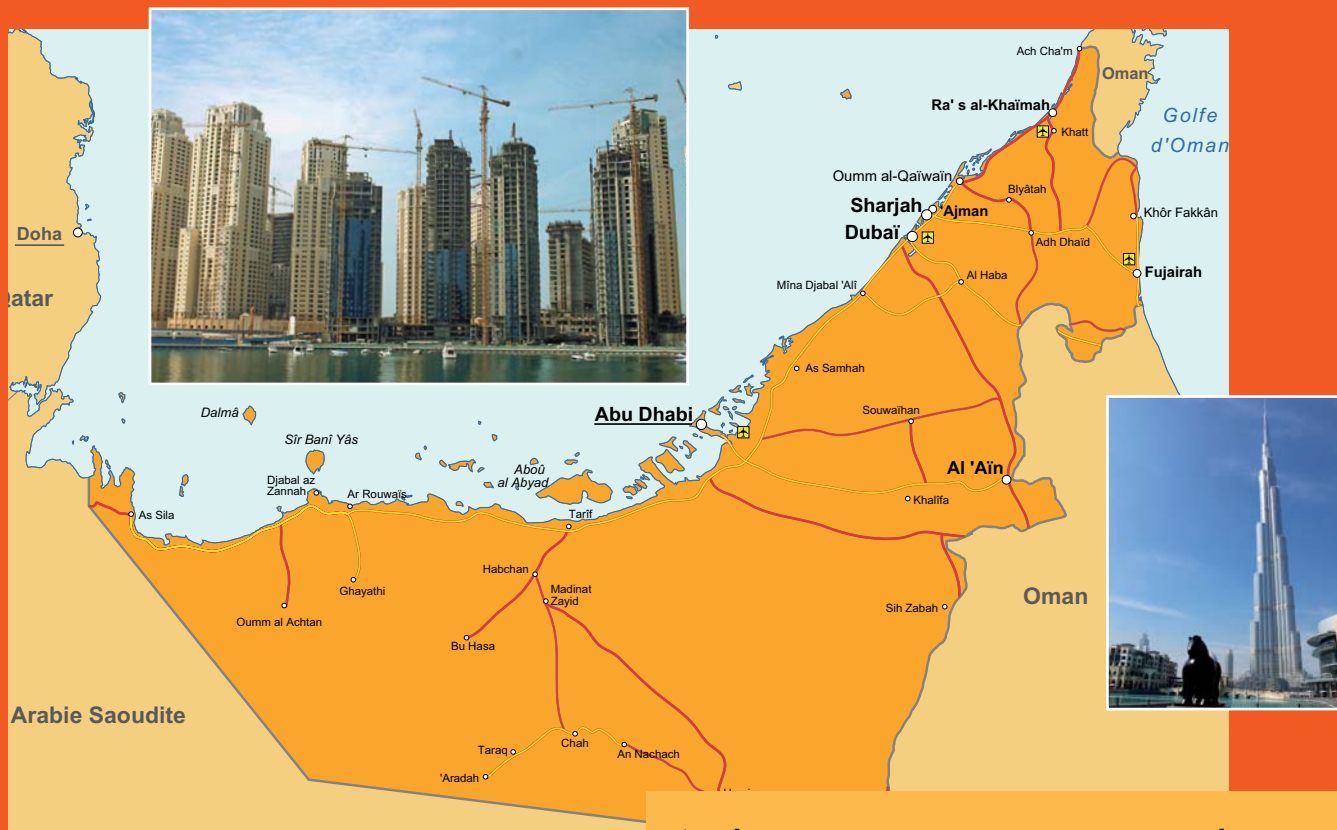 Ach Cha'm
Oman
Ra' s al-Khaïmah
Golfe
d'Oman
Khatt
Oumm al-Qaïwaïn
Blyâtah
Sharjah
'Ajman
Khôr Fakkân
Doha
Dubaï
Adh Dhaïd
Fujairah
Al Haba
Mîna Djabal 'Alî
Qatar
As Samhah
Dalmâ
Abu Dhabi
Souwaïhan
Sîr Banî Yâs
Aboû
al Abyad
Al 'Aïn
Djabal az
Zannah
Ar Rouwaïs
Khalîfa
As Sila
Tarîf
Habchan
Ghayathi
Madinat
Zayid
Oman
Sih Zabah
Oumm al Achtan
Bu Hasa
Arabie Saoudite
Chah
Taraq
An Nachach
'Aradah